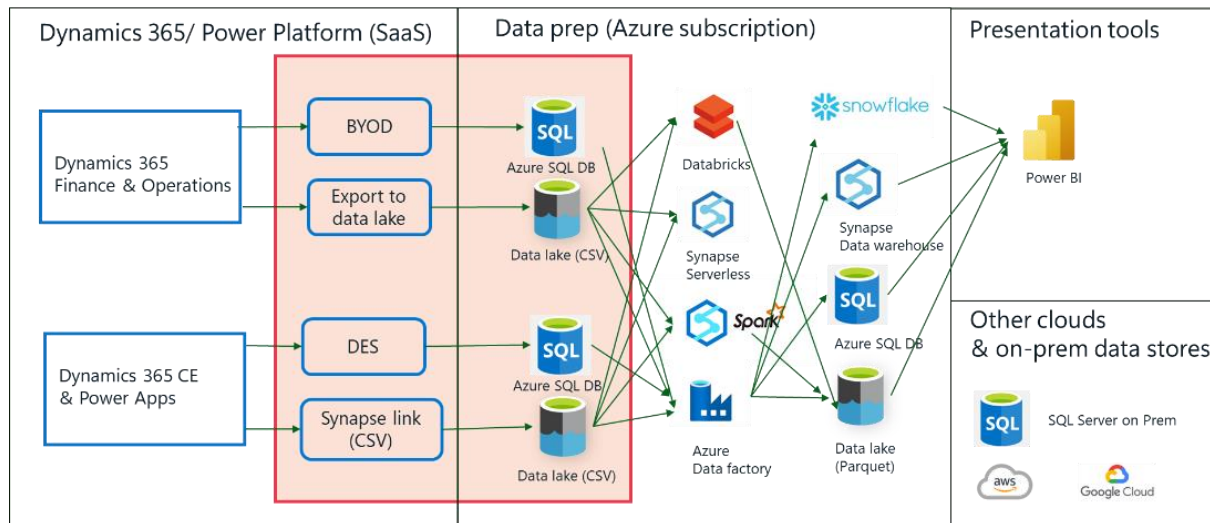 Dynamics 365/ Power Platform (SaaS)
Data prep (Azure subscription)
Presentation tools
Dynamics 365
Finance & Operations
BYOD
Export to
data lake
SQL
Azure SQL DB
Data lake (CSV)
Databricks
Synapse
Serverless
snowflake
Synapse
Data warehouse
Power BI
Dynamics 365 CE
& Power Apps
DES
Synapse link
(CSV)
SQL
Azure SQL DB
Data lake (CSV)
Spark
Azure
Data factory
SQL
Azure SQL DB
Data lake
(Parquet)
Other clouds
& on-prem data stores
SQL
SQL Server on Prem
aws
Google Cloud